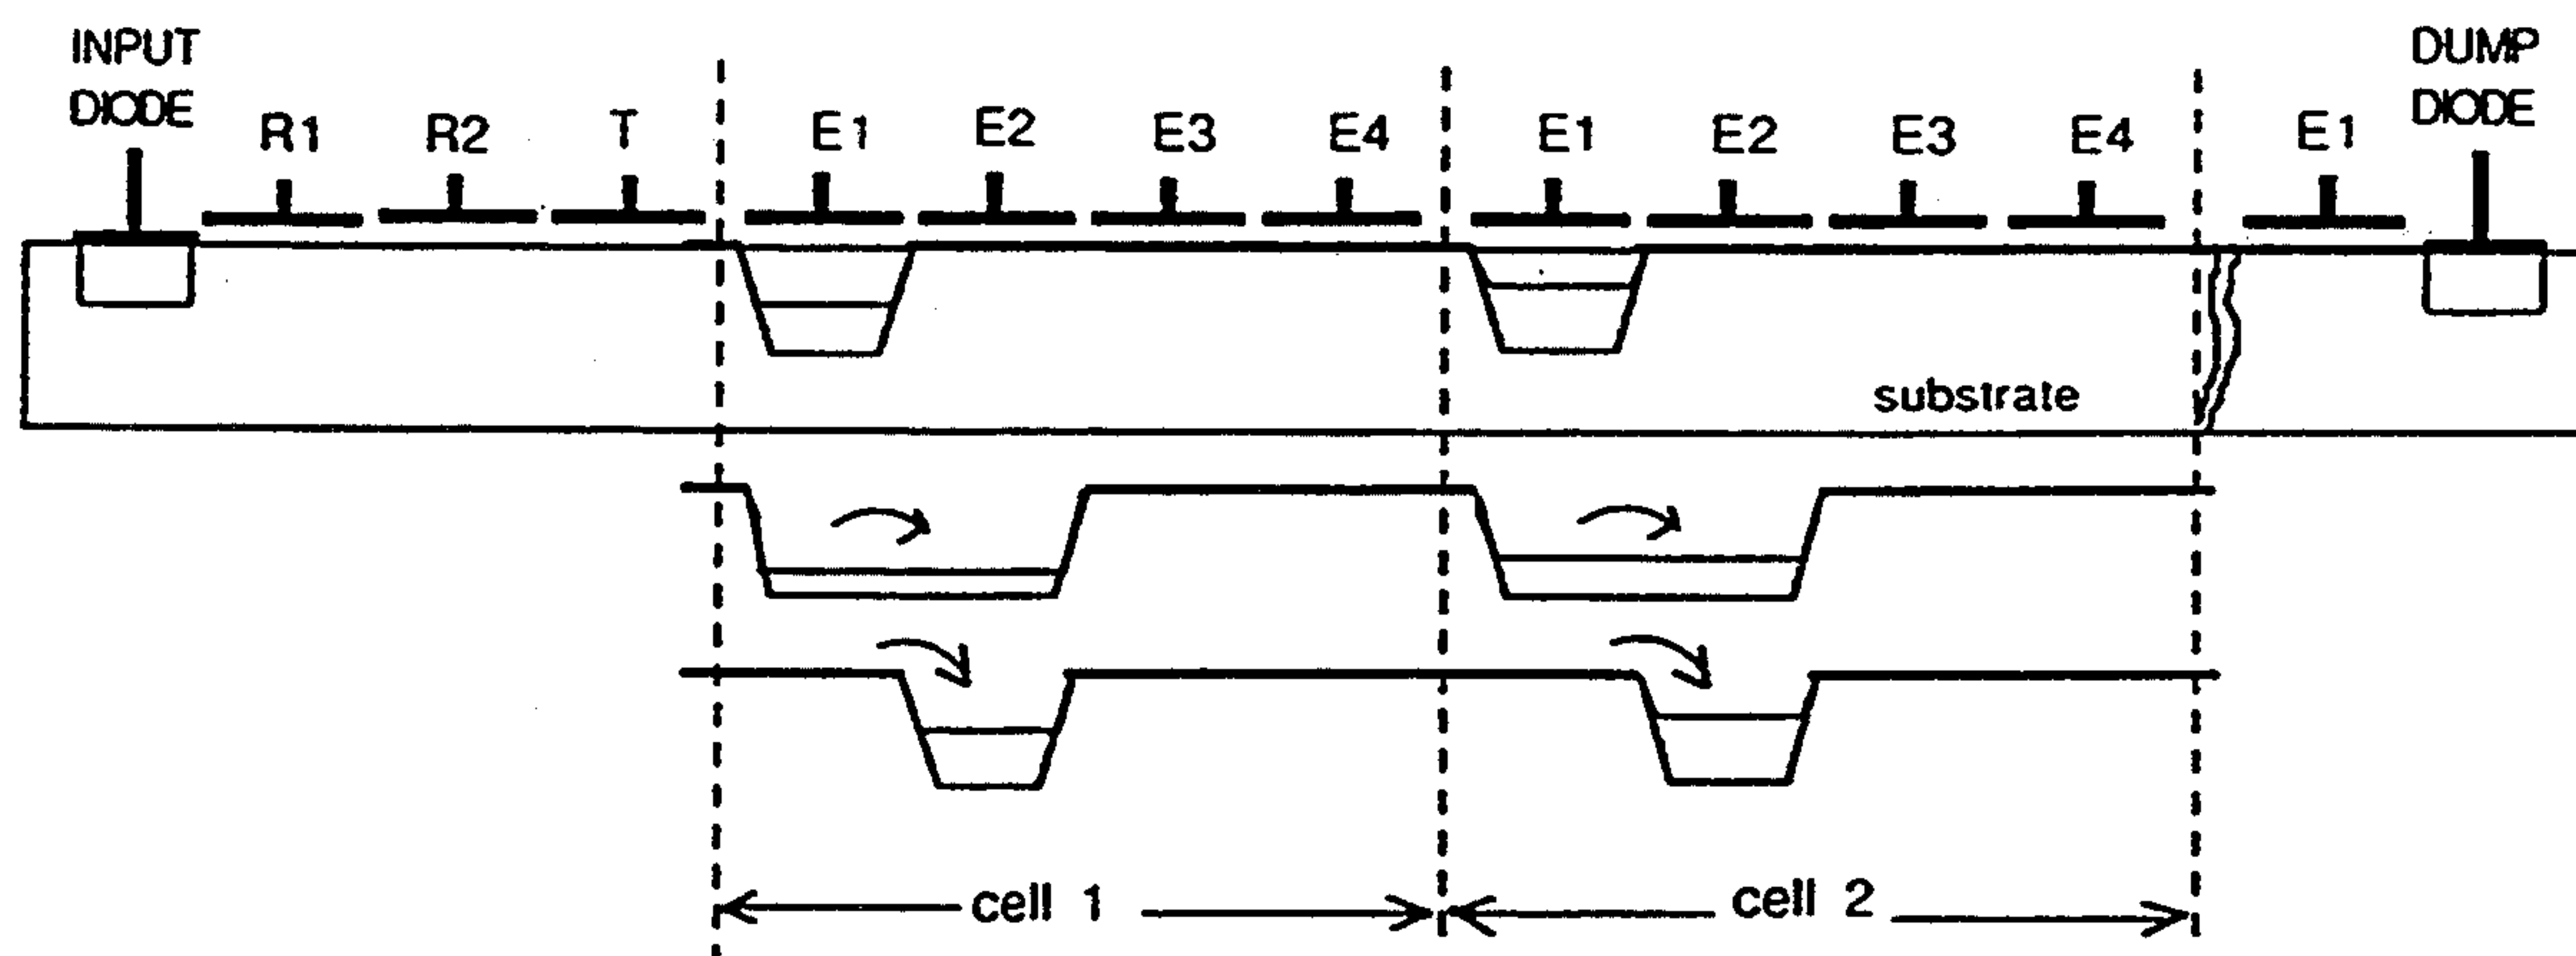 INPUT DIODE
R1 R2 T E1 E2 E3 E4 E1 E2 E3 E4 E1
DUMP DIODE
substrate
cell 1
cell 2